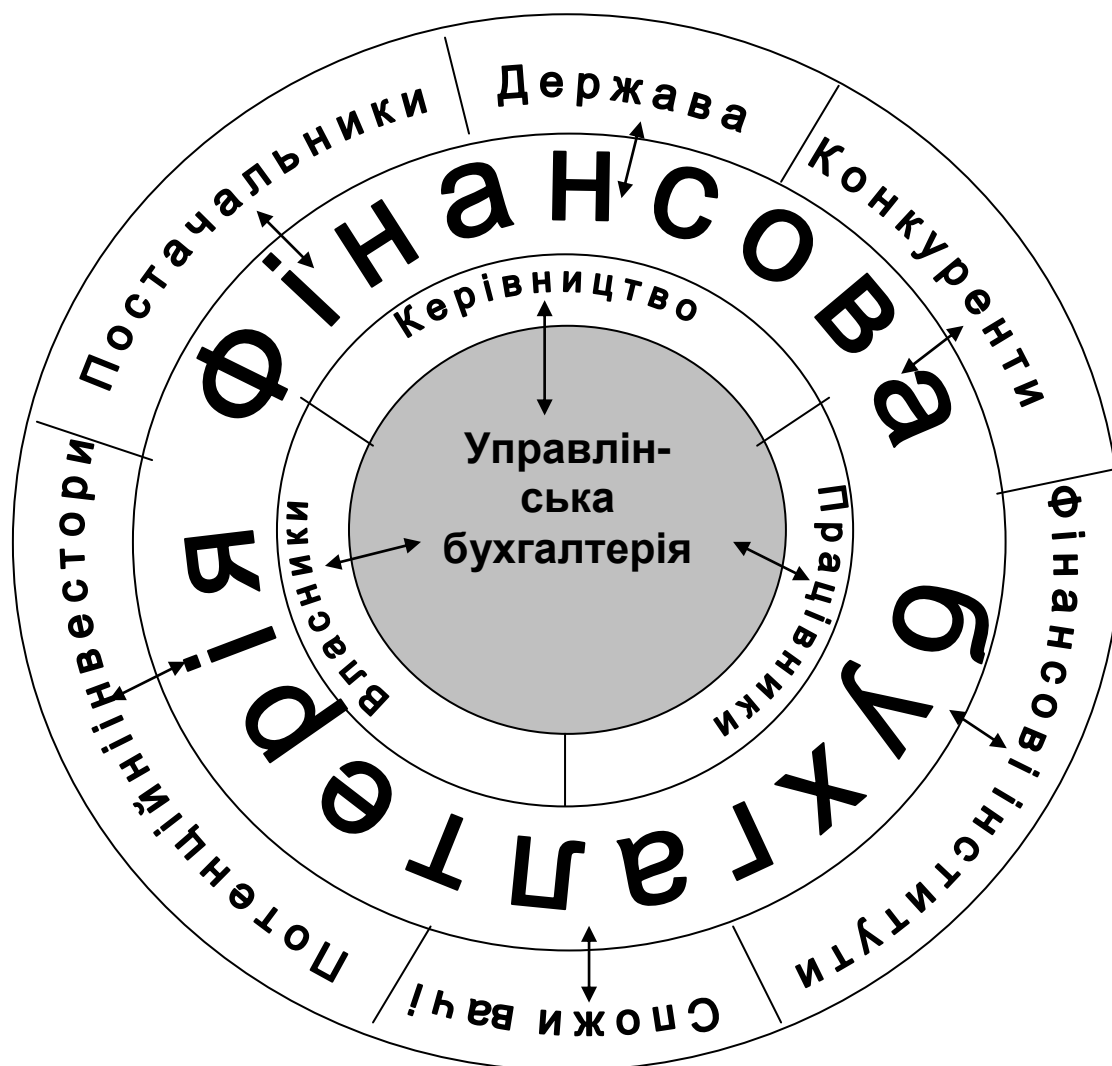 Постачальники
Держава
Конкуренти
Фінансові інститути
Споживачі
Потенційні інвестори
Фінансова бухгалтерія
Керівництво
Працівники
Власники
Управлін-
ська
бухгалтерія